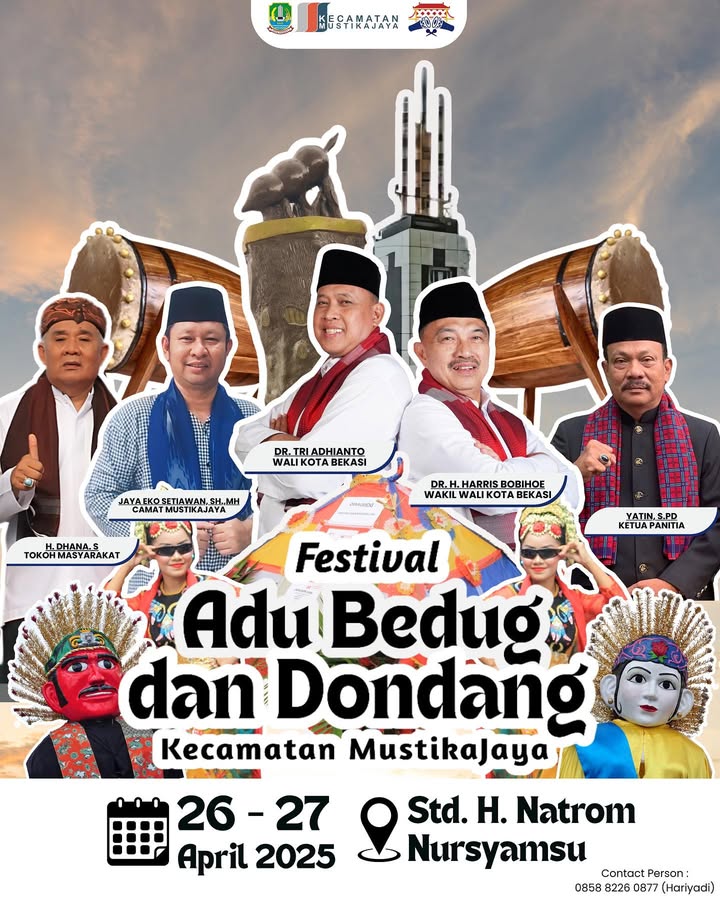 KECAMATAN
MUSTIKAJAYA
DR. TRI ADHIANTO
WALI KOTA BEKASI
DR. H. HARRIS BOBIHOE
WAKIL WALI KOTA BEKASI
JAYA EKO SETIAWAN, SH.,MH
CAMAT MUSTIKAJAYA
YATIN, S.PD
KETUA PANITIA
H. DHANA. S
TOKOH MASYARAKAT
Festival
Adu Bedug
dan Dondang
Kecamatan MustikaJaya
26 - 27
April 2025
Std. H. Natrom
Nursyamsu
Contact Person :
0858 8226 0877 (Hariyadi)